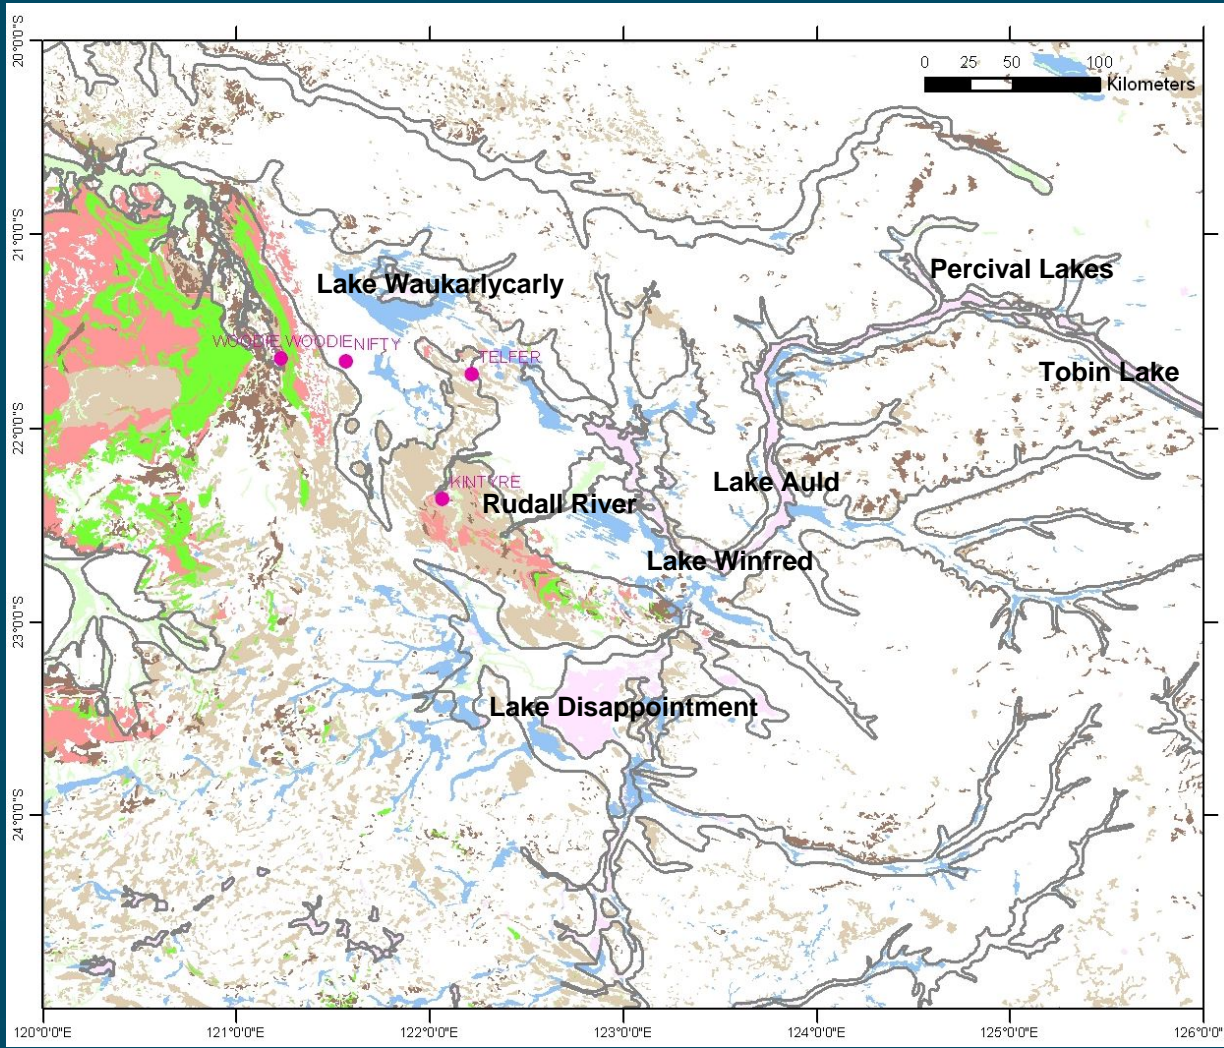 20°0'0"S
0 25 50 100
Kilometers
21°0'0"S
Percival Lakes
Lake Waukarlycarly
WOODIE WOODIE
NIFTY
TELFER
Tobin Lake
22°0'0"S
KINTYRE
Lake Auld
Rudall River
Lake Winfred
23°0'0"S
Lake Disappointment
24°0'0"S
120°0'0"E 121°0'0"E 122°0'0"E 123°0'0"E 124°0'0"E 125°0'0"E 126°0'0"